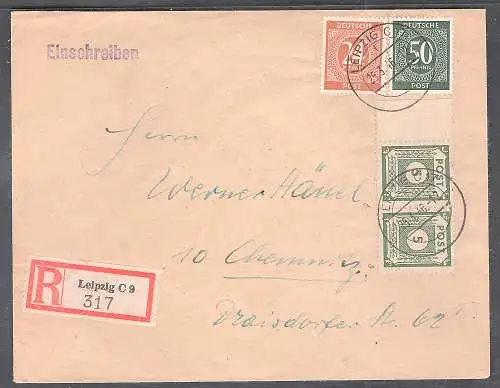 Einschreiben
DEUTSCHE
POST
DEUTSCHE
50
PFENNIG
POST
LEIPZIG C
Herrn
Werner Hänel
10 Chemnitz
Draisdorfer St. 62
5 POST
5 POST
R
Leipzig C 9
317